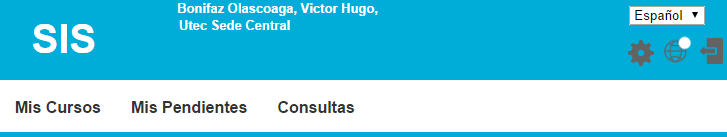 Bonifaz Olascoaga, Victor Hugo,
Utec Sede Central
SIS
Español
Mis Cursos Mis Pendientes Consultas